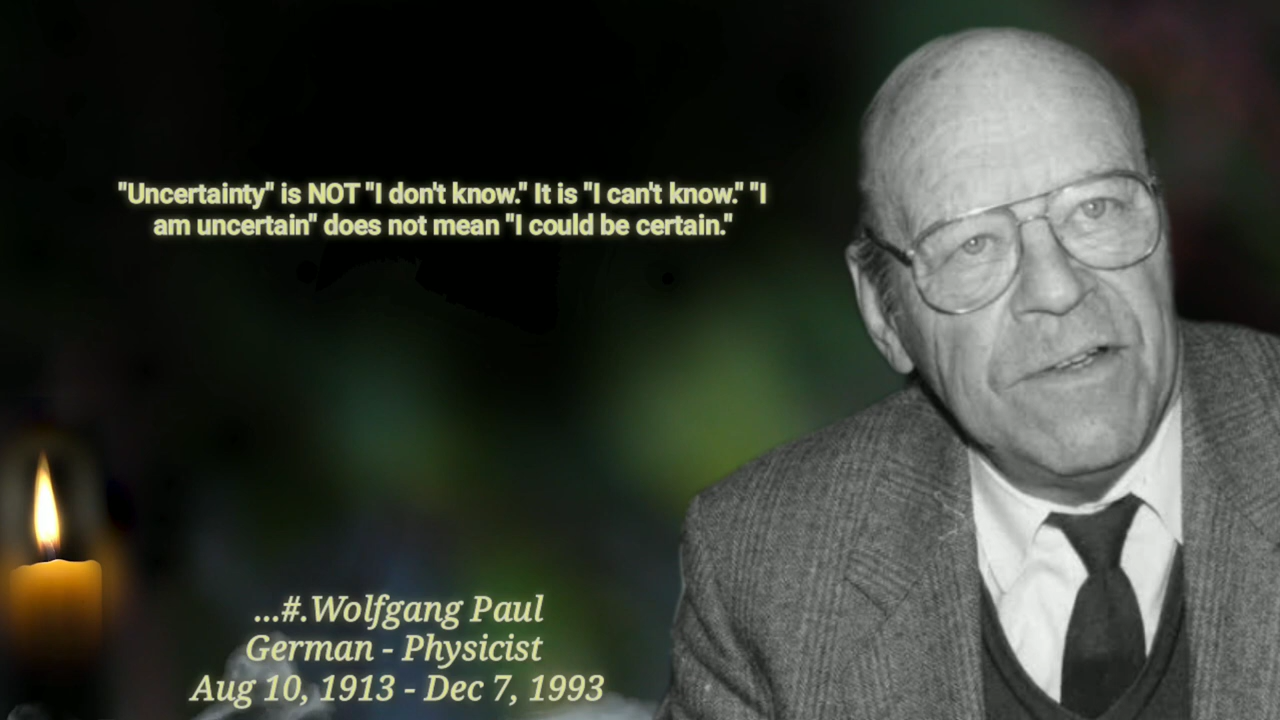 "Uncertainty" is NOT "I don't know." It is "I can't know." "I
am uncertain" does not mean "I could be certain."
...#.Wolfgang Paul
German - Physicist
Aug 10, 1913 - Dec 7, 1993